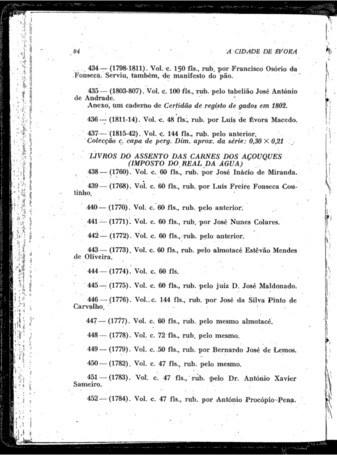 84 A CIDADE DE ÉVORA
434 — (1798-1811). Vol. c. 150 fls., rub. por Francisco Osório da
Fonseca. Serviu, também, de manifesto do pão.
435 — (1803-807). Vol. c. 100 fls., rub. pelo tabelião José António
de Andrade.
Anexo, um caderno de Certidão de registo de gados em 1802.
436 — (1811-14). Vol. c. 48 fls., rub. por Luís de Évora Macedo.
437 — (1815-42). Vol. c. 144 fls., rub. pelo anterior.
Colecção c. capa de perg. Dim. aprox. da série: 0,30 × 0,21
LIVROS DO ASSENTO DAS CARNES DOS AÇOUQUES
(IMPOSTO DO REAL DA ÁGUA)
438 — (1760). Vol. c. 60 fls., rub. por José Inácio de Miranda.
439 — (1768). Vol. c. 60 fls., rub. por Luís Freire Fonseca Cou-
tinho.
440 — (1770). Vol. c. 60 fls., rub. pelo anterior.
441 — (1771). Vol. c. 60 fls., rub. por José Nunes Colares.
442 — (1772). Vol. c. 60 fls., rub. pelo anterior.
443 — (1773). Vol. c. 60 fls., rub. pelo almotacé Estêvão Mendes
de Oliveira.
444 — (1774). Vol. c. 60 fls.
445 — (1775). Vol. c. 60 fls., rub. pelo juiz D. José Maldonado.
446 — (1776). Vol. c. 144 fls., rub. por José da Silva Pinto de
Carvalho.
447 — (1777). Vol. c. 60 fls., rub. pelo mesmo almotacé.
448 — (1778). Vol. c. 72 fls., rub. pelo mesmo.
449 — (1779). Vol. c. 50 fls., rub. por Bernardo José de Lemos.
450 — (1782). Vol. c. 47 fls., rub. pelo mesmo.
451 — (1783). Vol. c. 47 fls., rub. pelo Dr. António Xavier
Sameiro.
452 — (1784). Vol. c. 47 fls., rub. por António Procópio Pena.